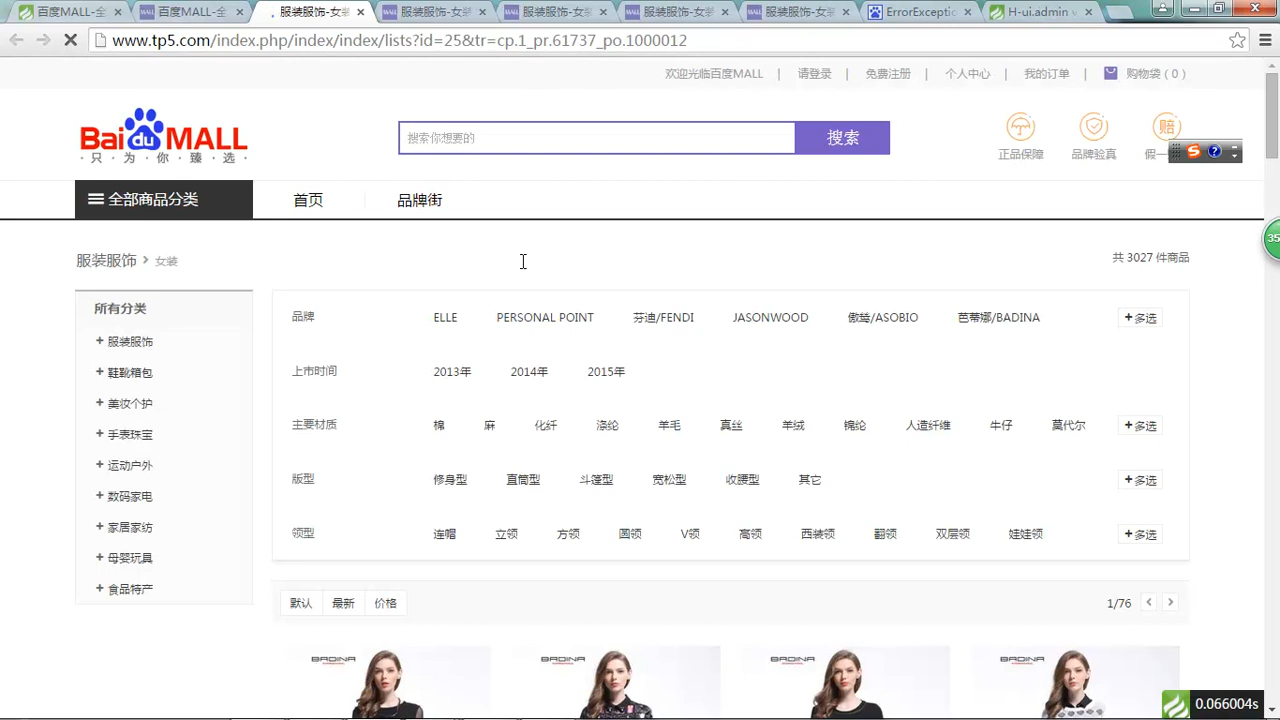 百度MALL-全
百度MALL-全
服装服饰-女装
服装服饰-女装
服装服饰-女装
服装服饰-女装
服装服饰-女装
ErrorExceptic
H-ui.admin v
www.tp5.com/index.php/index/index/lists?id=25&tr=cp.1_pr.61737_po.1000012
欢迎光临百度MALL | 请登录 | 免费注册 | 个人中心 | 我的订单 | 购物袋 ( 0 )
Bai du MALL
·只·为·你·臻·选·
搜索你想要的
搜索
赔
正品保障
品牌验真
假一
全部商品分类
首页
品牌街
35
服装服饰 > 女装
共 3027 件商品
所有分类
+ 服装服饰
+ 鞋靴箱包
+ 美妆个护
+ 手表珠宝
+ 运动户外
+ 数码家电
+ 家居家纺
+ 母婴玩具
+ 食品特产
品牌 ELLE PERSONAL POINT 芬迪/FENDI JASONWOOD 傲鸶/ASOBIO 芭蒂娜/BADINA +多选
上市时间 2013年 2014年 2015年
主要材质 棉 麻 化纤 涤纶 羊毛 真丝 羊绒 锦纶 人造纤维 牛仔 莫代尔 +多选
版型 修身型 直筒型 斗篷型 宽松型 收腰型 其它 +多选
领型 连帽 立领 方领 圆领 V领 高领 西装领 翻领 双层领 娃娃领 +多选
默认 最新 价格
1/76 < >
BADINA
BADINA
BADINA
BADINA
0.066004s